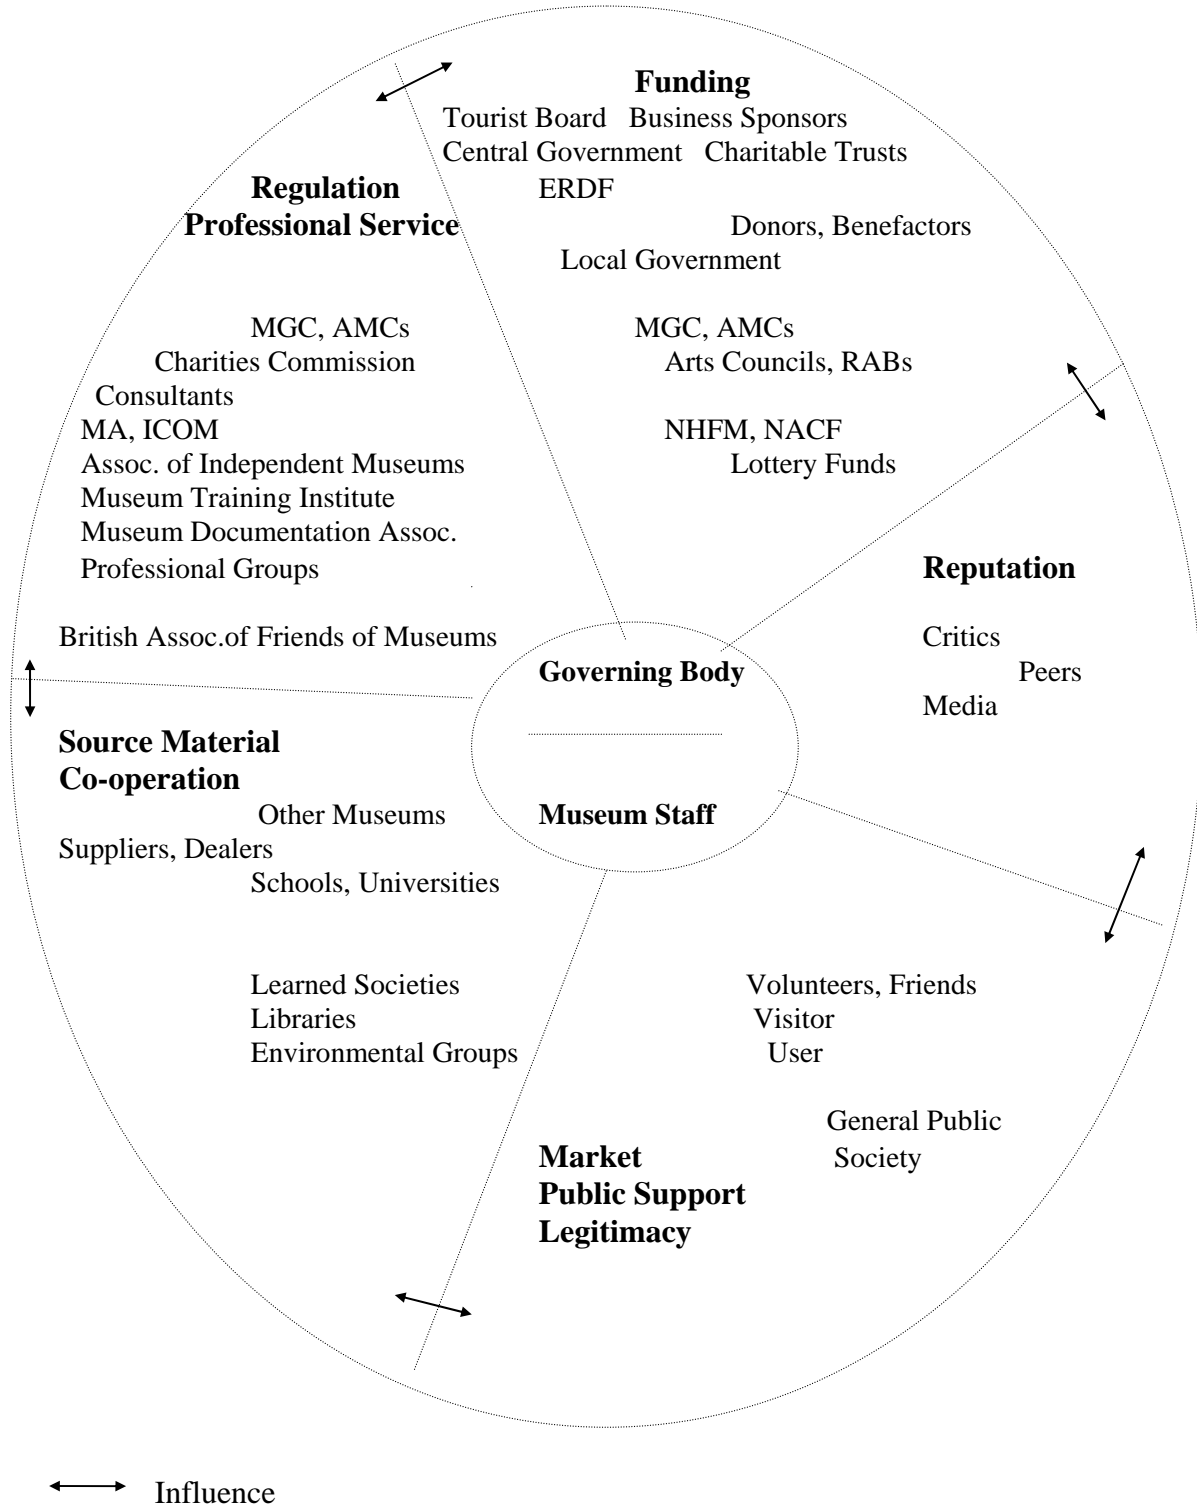 Funding
Tourist Board Business Sponsors
Central Government Charitable Trusts
ERDF
Donors, Benefactors
Local Government
MGC, AMCs
Arts Councils, RABs
NHFM, NACF
Lottery Funds
Regulation
Professional Service
MGC, AMCs
Charities Commission
Consultants
MA, ICOM
Assoc. of Independent Museums
Museum Training Institute
Museum Documentation Assoc.
Professional Groups
British Assoc.of Friends of Museums
Reputation
Critics
Peers
Media
Governing Body
Museum Staff
Source Material
Co-operation
Other Museums
Suppliers, Dealers
Schools, Universities
Learned Societies
Libraries
Environmental Groups
Volunteers, Friends
Visitor
User
General Public
Society
Market
Public Support
Legitimacy
Influence